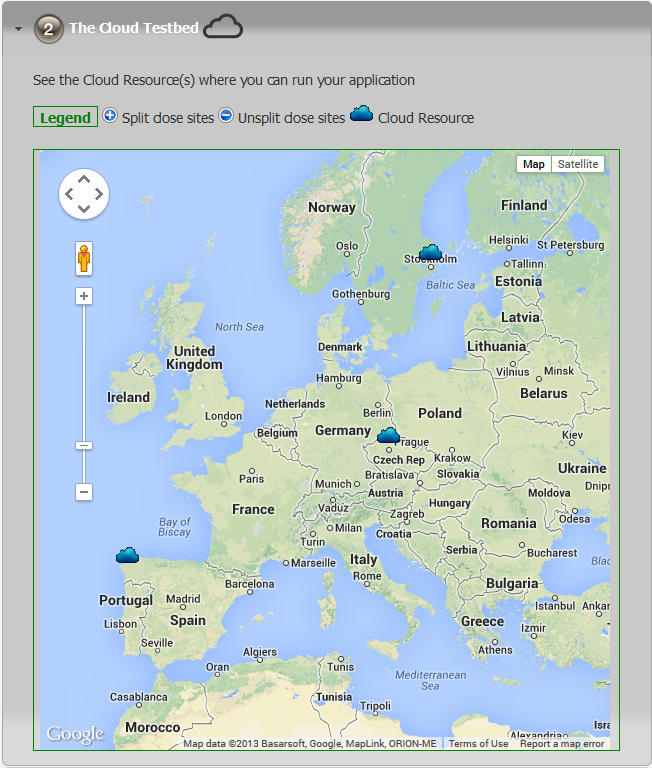 2 The Cloud Testbed
See the Cloud Resource(s) where you can run your application
Legend Split close sites Unsplit close sites Cloud Resource
Map Satellite
Norway
Finland
Oslo
Helsinki
St Petersburg
Stockholm
Tallinn
Estonia
Baltic Sea
Gothenburg
Latvia
North Sea
Denmark
Lithuania
United
Kingdom
Vilnius
Minsk
Hamburg
Belarus
Ireland
Netherlands
London
Berlin
Poland
Belgium
Germany
Prague
Kiev
Czech Rep
Krakow
Ukraine
Paris
Bratislava
Slovakia
Munich
Dnipr
Austria
Moldova
France
Vaduz
Hungary
Zagreb
Odesa
Bay of
Biscay
Milan
Romania
Turin
Croatia
Serbia
Bucharest
Marseille
Italy
Blac
Rome
Bulgaria
Barcelona
Portugal
Madrid
Istanbul
Ankar
Lisbon
Spain
Greece
Izmir
T
Seville
Athens
Algiers
Oran
Tunis
Mediterranean
Sea
Casablanca
Tunisia
Tripoli
Morocco
Isra
Alexandria
Google
Map data ©2013 Basarsoft, Google, MapLink, ORION-ME Terms of Use Report a map error